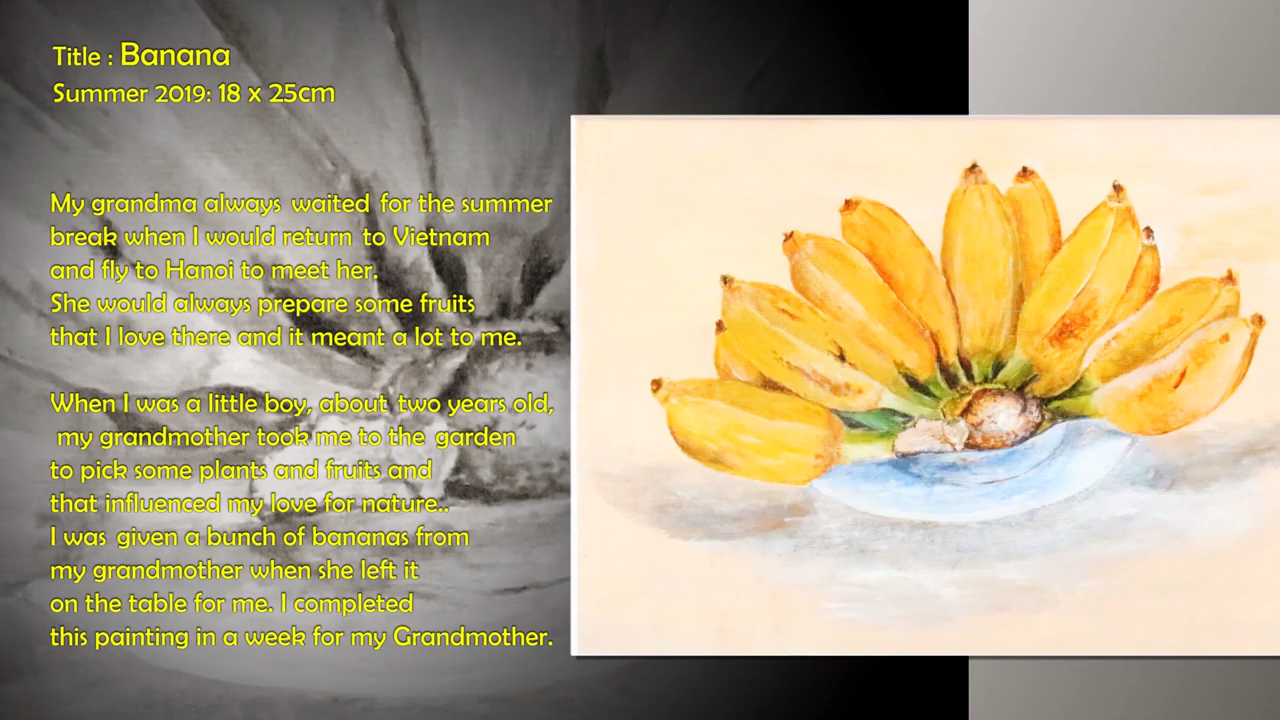 Title : Banana
Summer 2019: 18 x 25cm
My grandma always waited for the summer
break when I would return to Vietnam
and fly to Hanoi to meet her.
She would always prepare some fruits
that I love there and it meant a lot to me.
When I was a little boy, about two years old,
my grandmother took me to the garden
to pick some plants and fruits and
that influenced my love for nature..
I was given a bunch of bananas from
my grandmother when she left it
on the table for me. I completed
this painting in a week for my Grandmother.